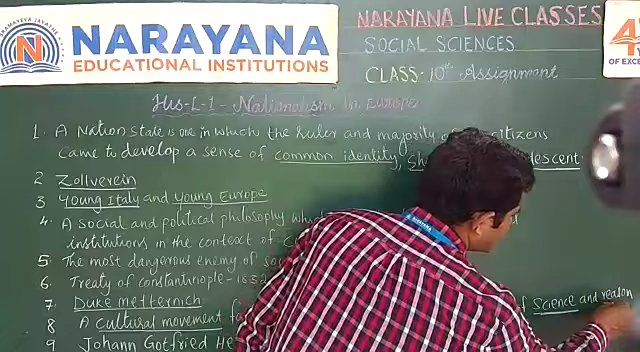 SRAMAYEVA JAYATHE
N
NARAYANA
EDUCATIONAL INSTITUTIONS
NARAYANA LIVE CLASSES
SOCIAL SCIENCES
CLASS: 10th Assignment
4
OF EXCE
His-L-1 - Nationalism in Europe
1. A Nation State is one in which the ruler and majority citizens
came to develop a sense of common identity, descent.
2 Zollverein
3 Young Italy and Young Europe
4. A social and political philosophy
institutions in the context of
5. The most dangerous enemy of
6. Treaty of constantinople - 1832
7. Duke metternich
8 A cultural movement of Science and reason
9 Johann Gotfried